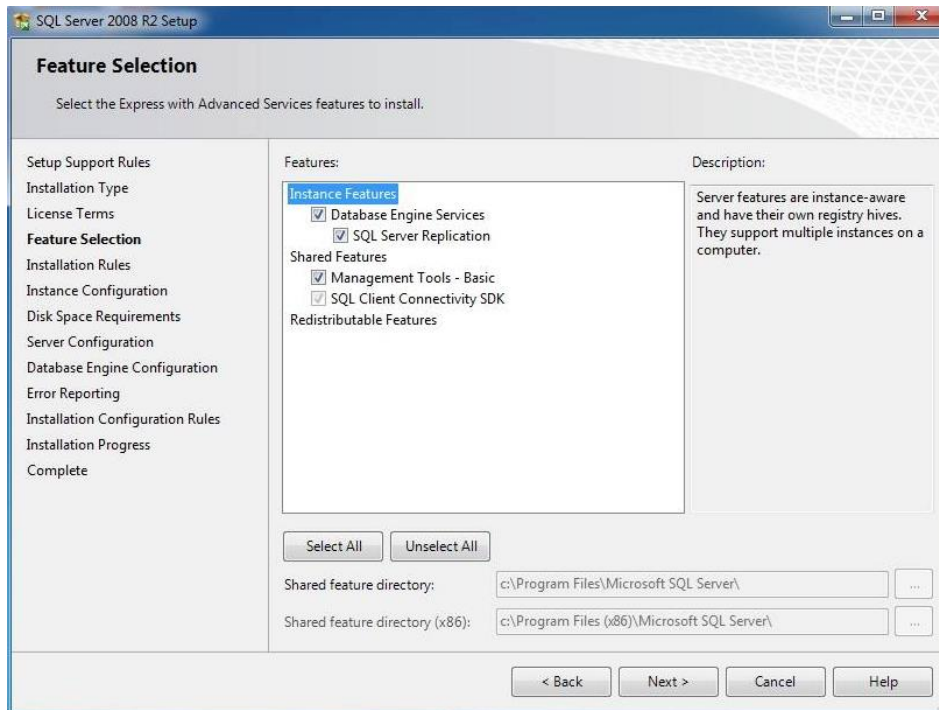 SQL Server 2008 R2 Setup
Feature Selection
Select the Express with Advanced Services features to install.
Setup Support Rules
Installation Type
License Terms
Feature Selection
Installation Rules
Instance Configuration
Disk Space Requirements
Server Configuration
Database Engine Configuration
Error Reporting
Installation Configuration Rules
Installation Progress
Complete
Features:
Instance Features
Database Engine Services
SQL Server Replication
Shared Features
Management Tools - Basic
SQL Client Connectivity SDK
Redistributable Features
Description:
Server features are instance-aware
and have their own registry hives.
They support multiple instances on a
computer.
Select All
Unselect All
Shared feature directory:
c:\Program Files\Microsoft SQL Server\
...
Shared feature directory (x86):
c:\Program Files (x86)\Microsoft SQL Server\
...
< Back
Next >
Cancel
Help